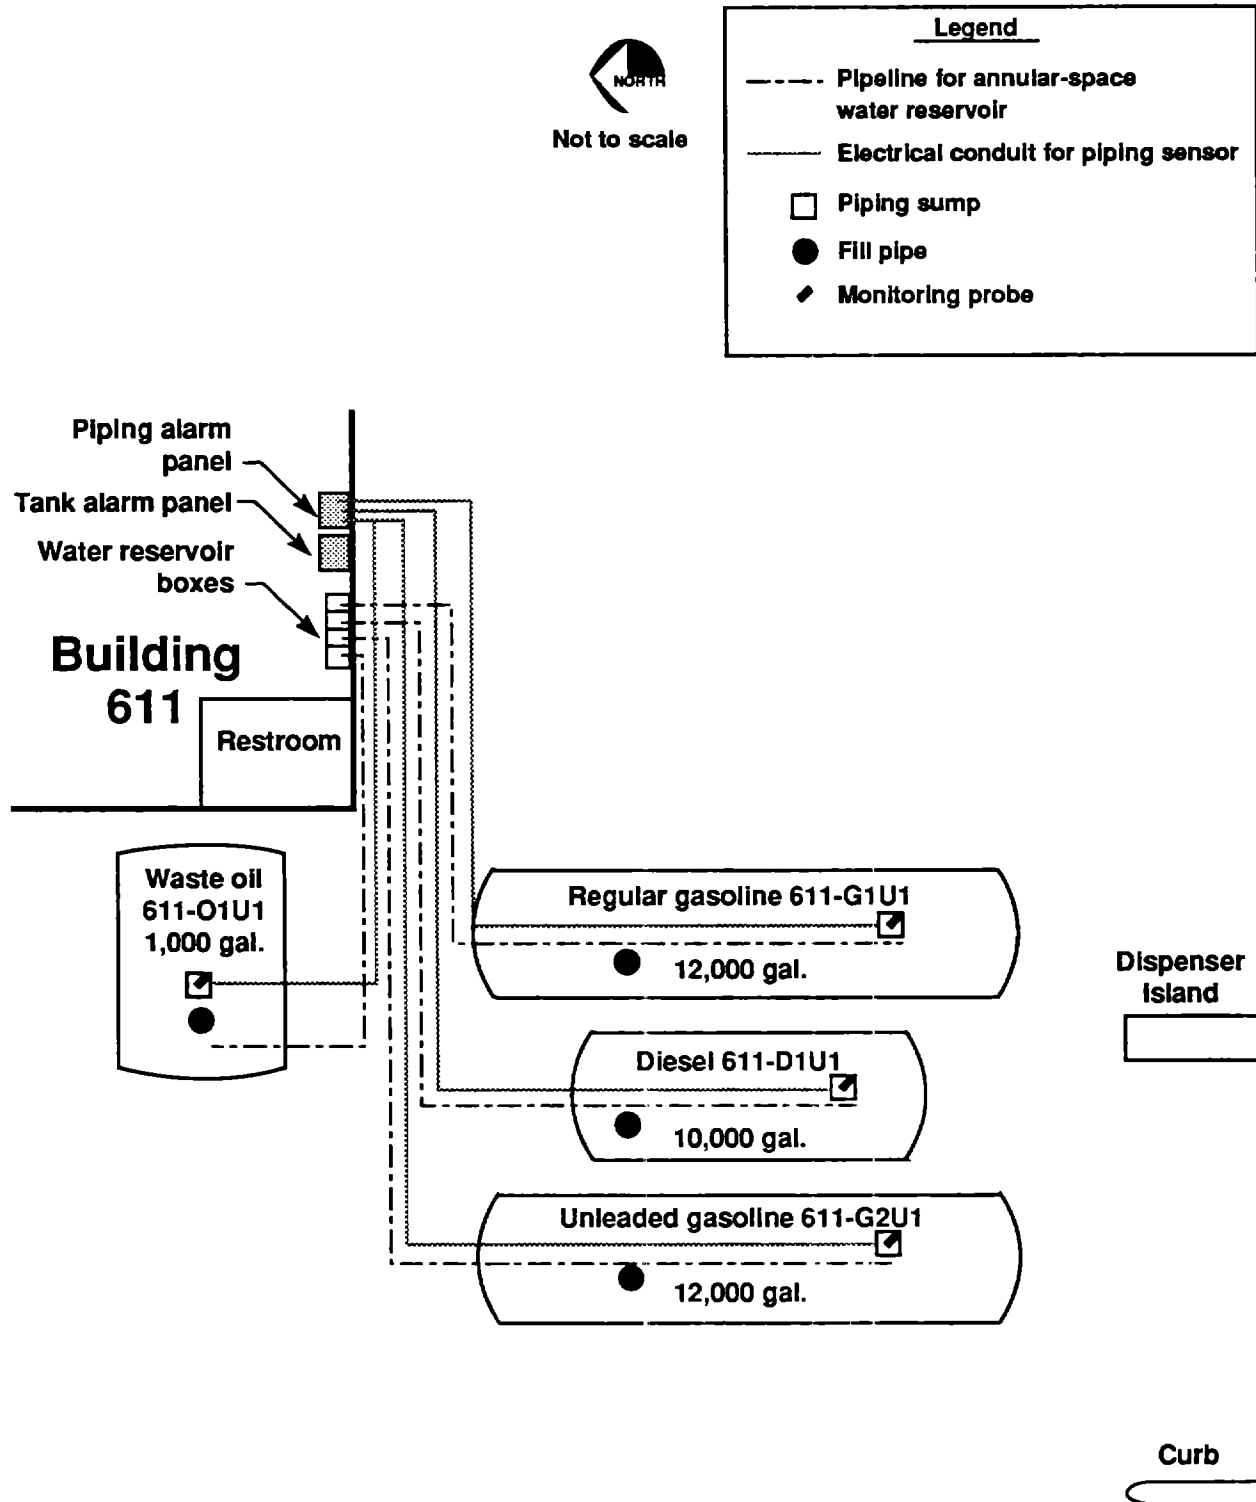 NORTH
Not to scale
Legend
Pipeline for annular-space
water reservoir
Electrical conduit for piping sensor
Piping sump
Fill pipe
Monitoring probe
Piping alarm
panel
Tank alarm panel
Water reservoir
boxes
Building
611
Restroom
Waste oil
611-O1U1
1,000 gal.
Regular gasoline 611-G1U1
12,000 gal.
Dispenser
island
Diesel 611-D1U1
10,000 gal.
Unleaded gasoline 611-G2U1
12,000 gal.
Curb